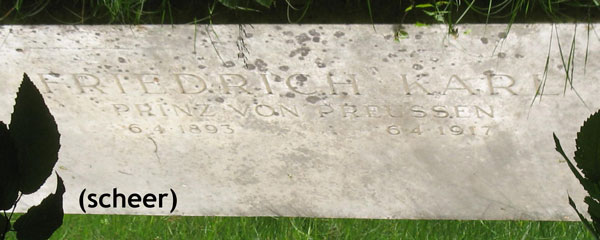 FRIEDRICH KARL
PRINZ VON PREUSSEN
6.4.1893 6.4.1917
(scheer)